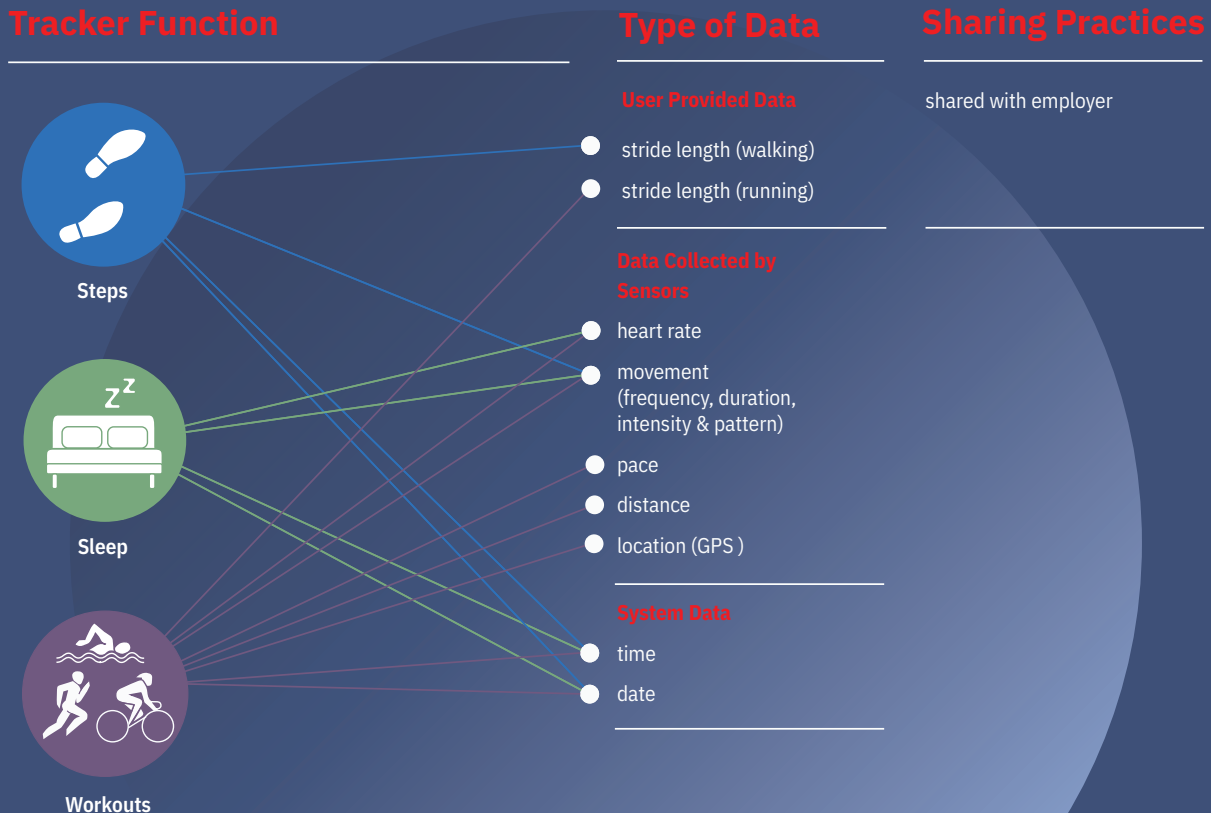 Tracker Function
Type of Data
Sharing Practices
User Provided Data
shared with employer
stride length (walking)
stride length (running)
Steps
Data Collected by
Sensors
heart rate
movement
(frequency, duration,
intensity & pattern)
zz
pace
distance
location (GPS )
Sleep
System Data
time
date
Workouts